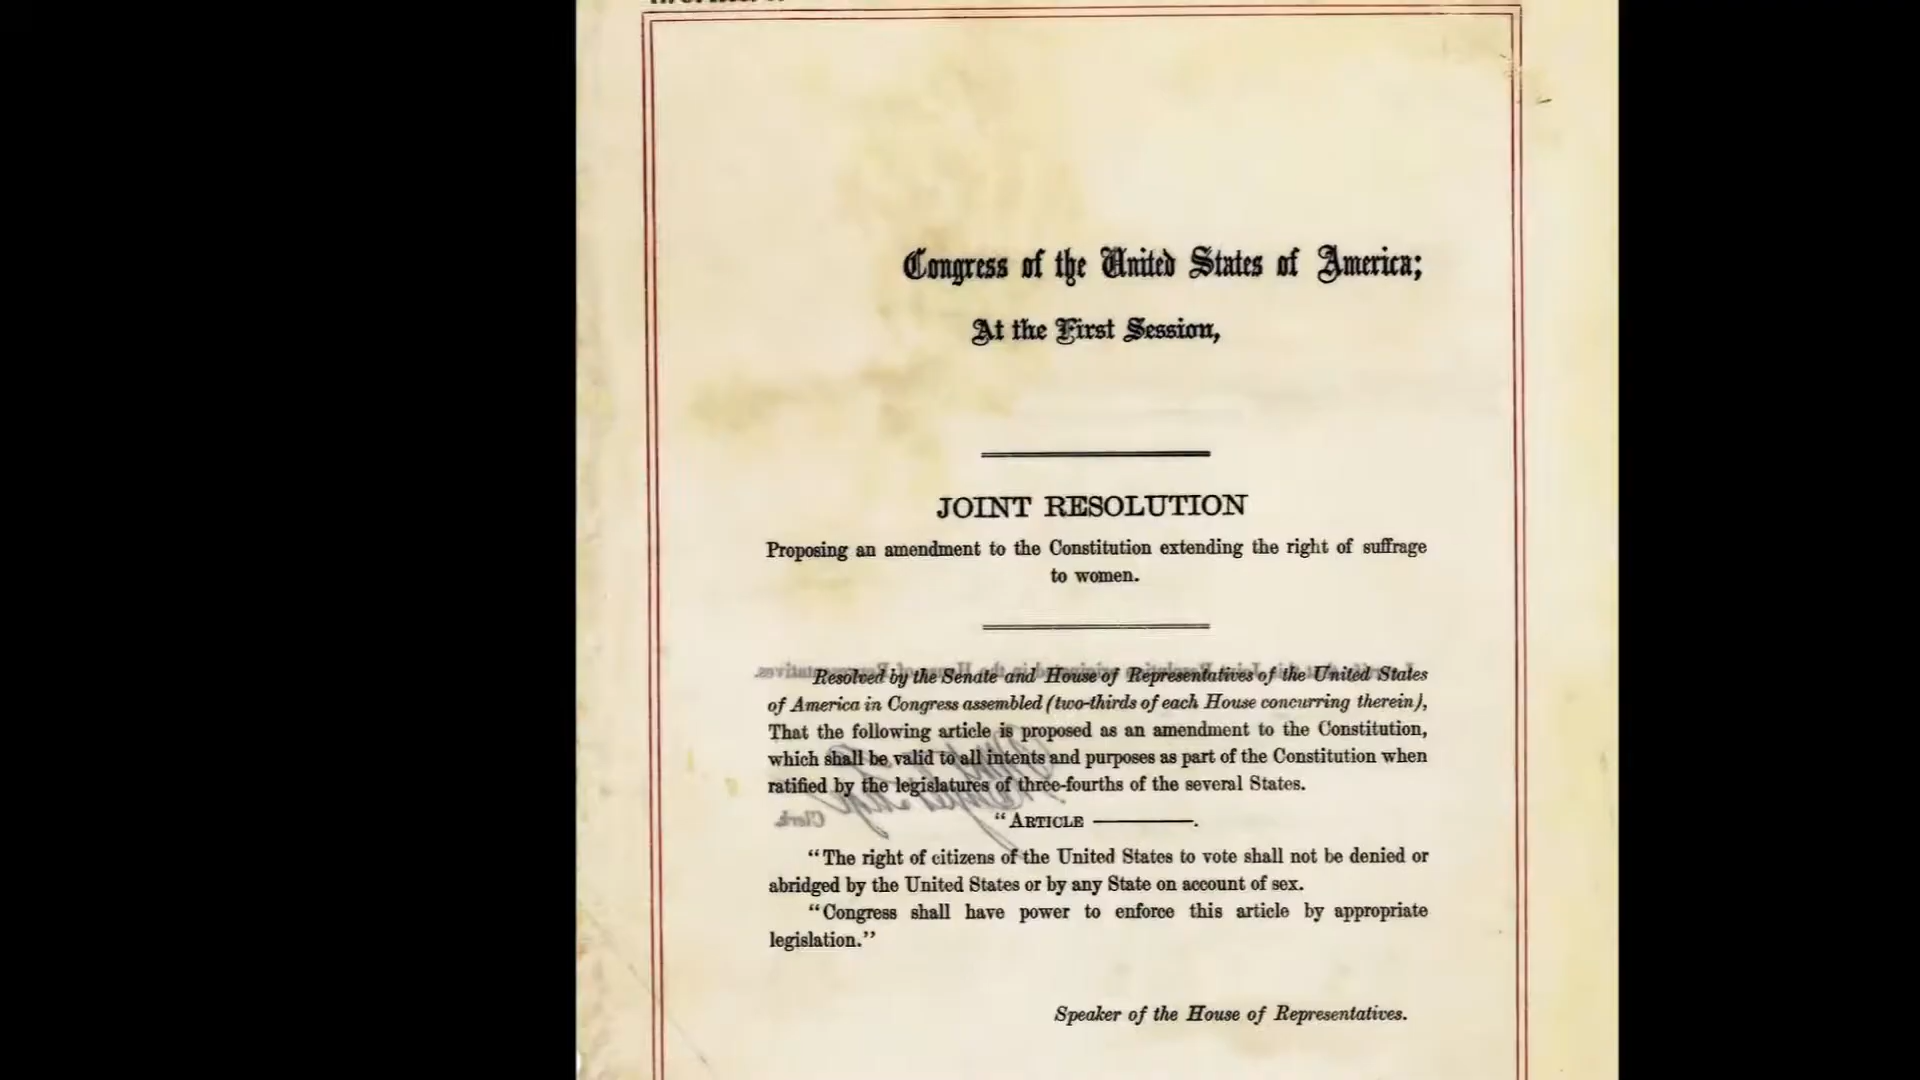 Congress of the United States of America;
At the First Session,
JOINT RESOLUTION
Proposing an amendment to the Constitution extending the right of suffrage
to women.
Resolved by the Senate and House of Representatives of the United States
of America in Congress assembled (two-thirds of each House concurring therein),
That the following article is proposed as an amendment to the Constitution,
which shall be valid to all intents and purposes as part of the Constitution when
ratified by the legislatures of three-fourths of the several States.
Clerk.
“ARTICLE ————.
“The right of citizens of the United States to vote shall not be denied or
abridged by the United States or by any State on account of sex.
“Congress shall have power to enforce this article by appropriate
legislation.”
Speaker of the House of Representatives.